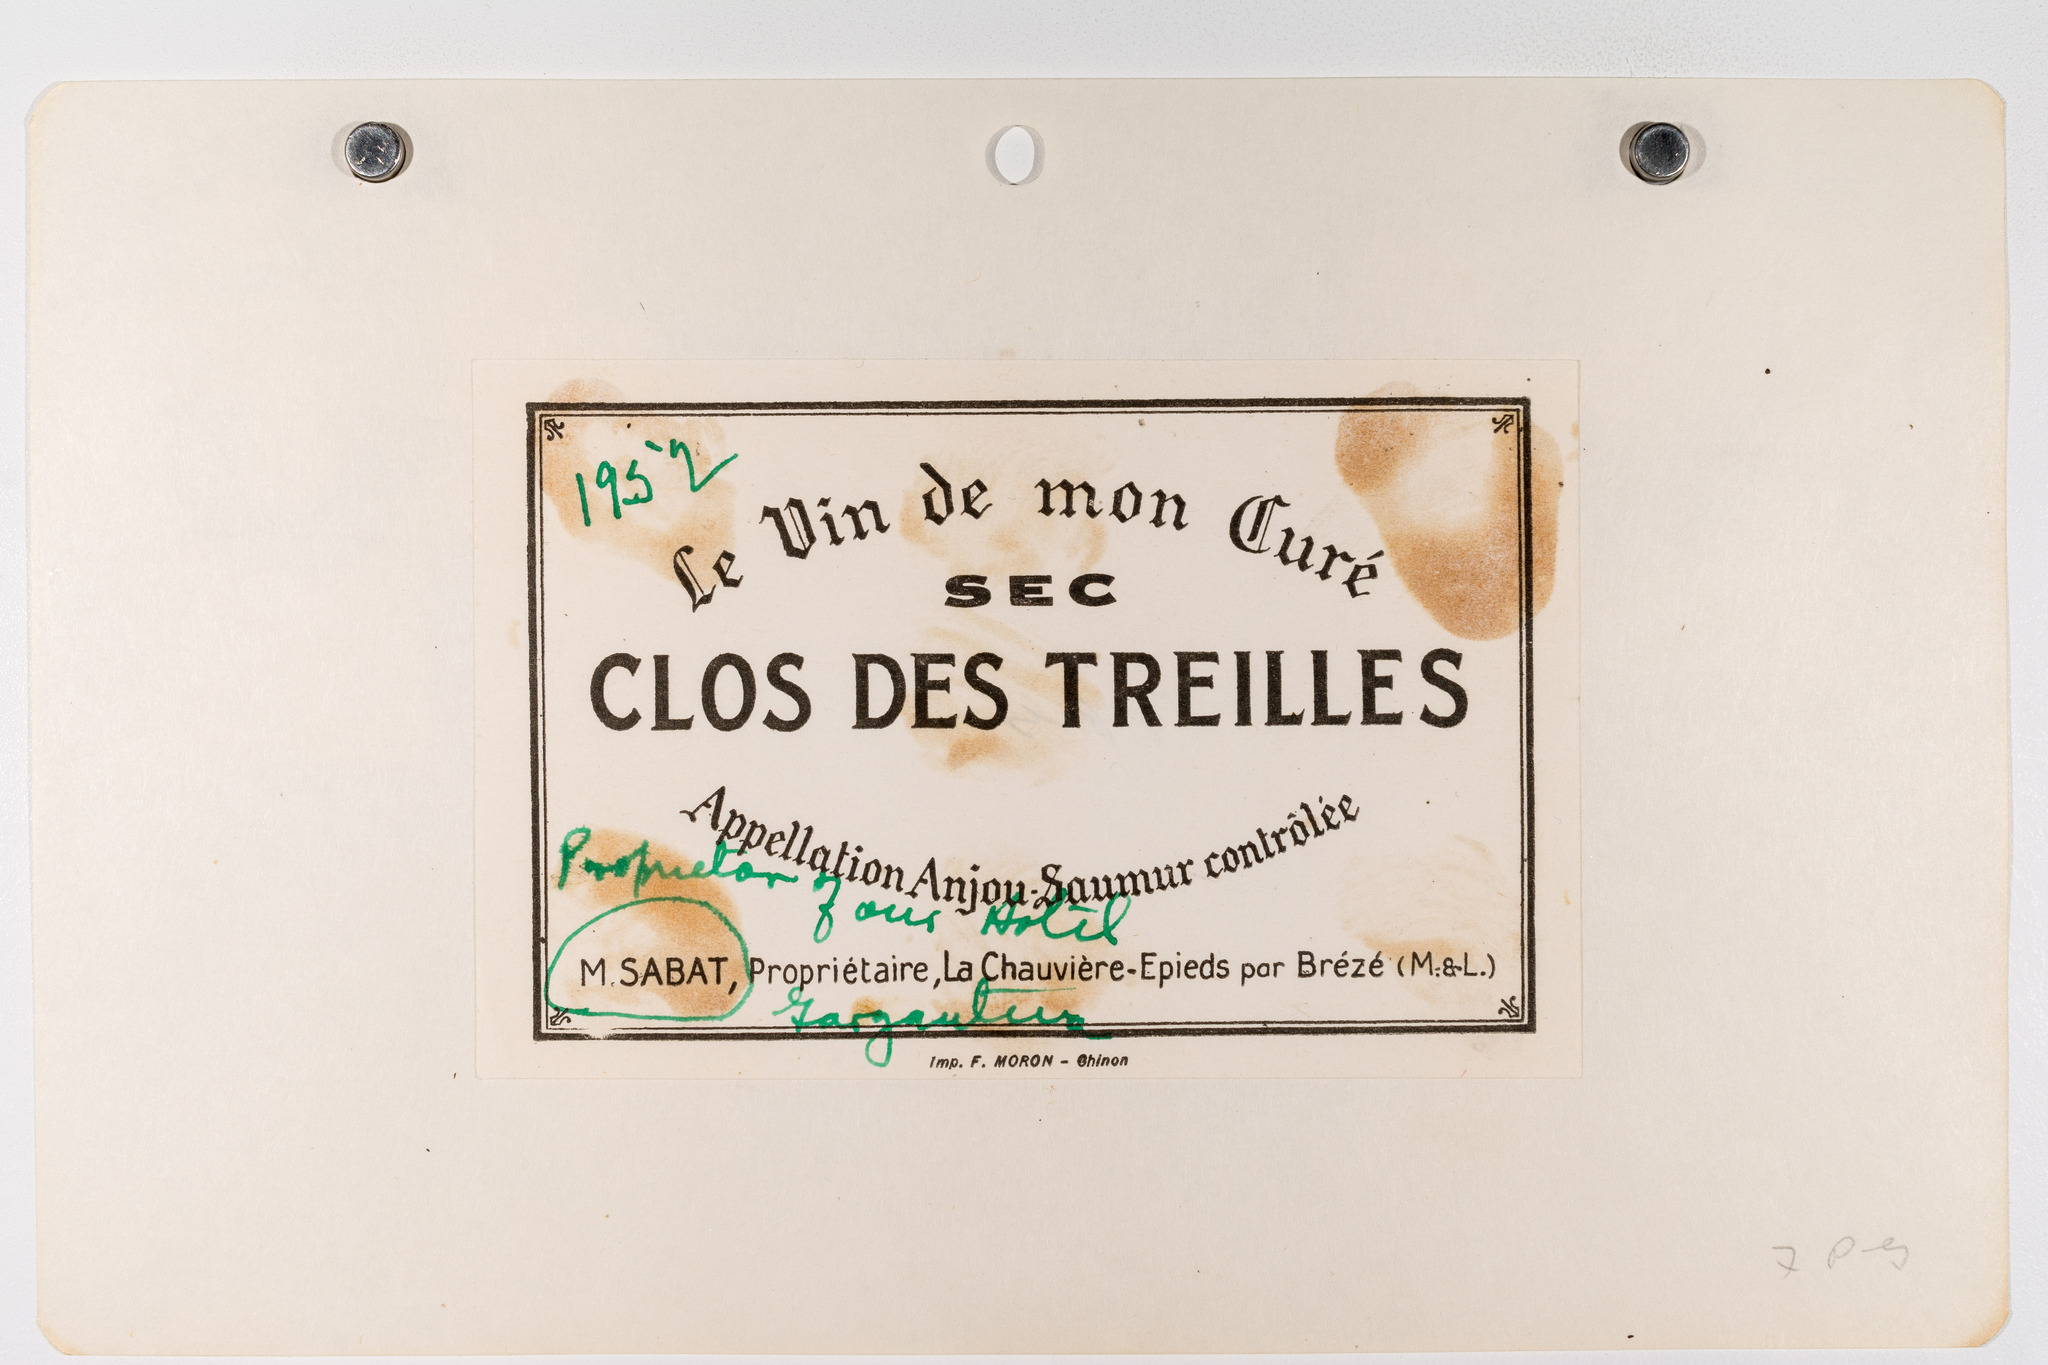 1952
Le Vin de mon Curé
SEC
CLOS DES TREILLES
Appellation Anjou-Saumur contrôlée
Proprietor of our Hotel
M. SABAT, Propriétaire, La Chauvière-Epieds par Brézé (M.-&-L.)
Gargantua
Imp. F. MORON - Chinon